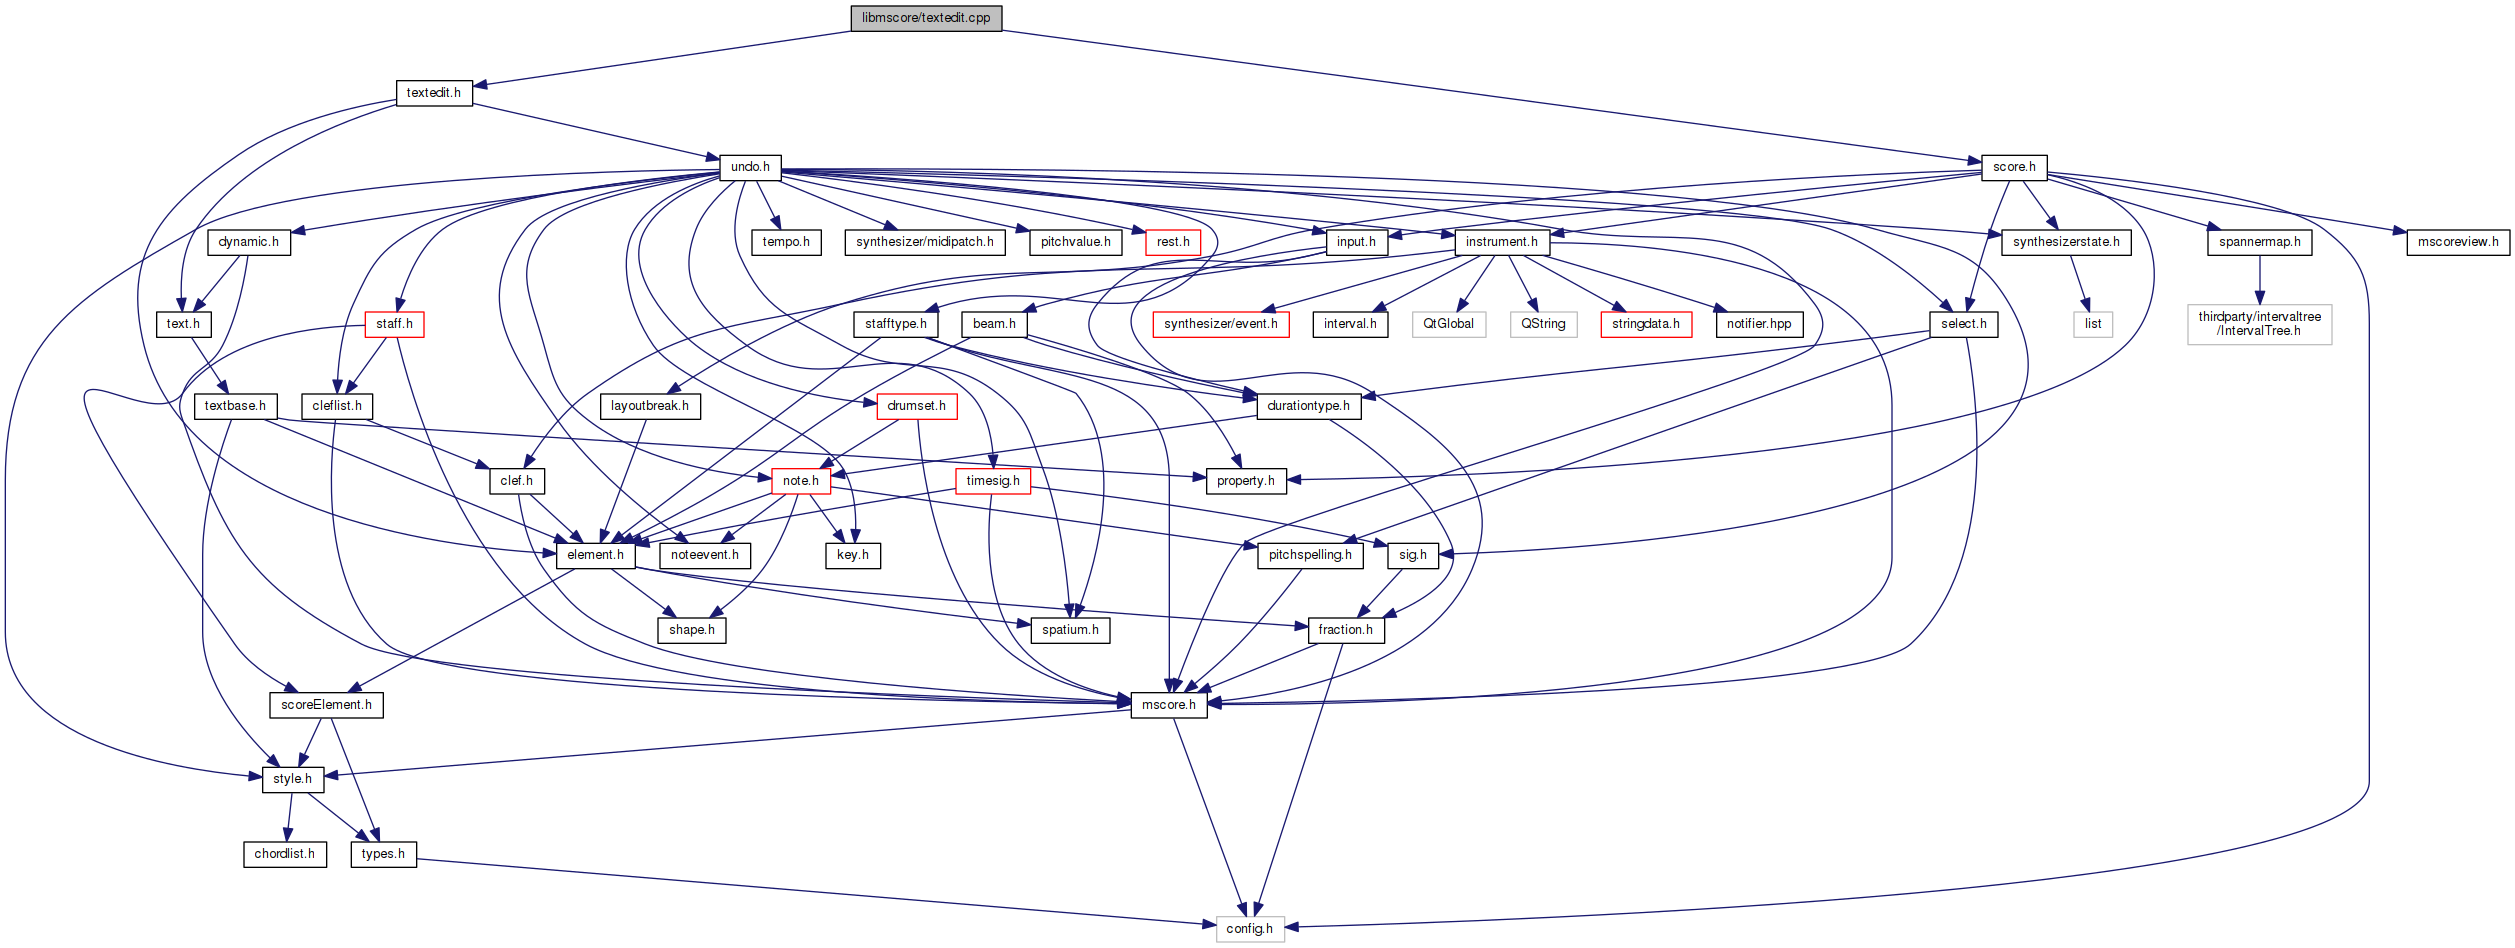 libmscore/textedit.cpp
textedit.h
undo.h
score.h
dynamic.h
tempo.h
synthesizer/midipatch.h
pitchvalue.h
rest.h
input.h
instrument.h
synthesizerstate.h
spannermap.h
mscoreview.h
text.h
staff.h
stafftype.h
beam.h
synthesizer/event.h
interval.h
QtGlobal
QString
stringdata.h
notifier.hpp
select.h
list
thirdparty/intervaltree
/IntervalTree.h
textbase.h
cleflist.h
layoutbreak.h
drumset.h
durationtype.h
clef.h
note.h
timesig.h
property.h
element.h
noteevent.h
key.h
pitchspelling.h
sig.h
shape.h
spatium.h
fraction.h
scoreElement.h
mscore.h
style.h
chordlist.h
types.h
config.h